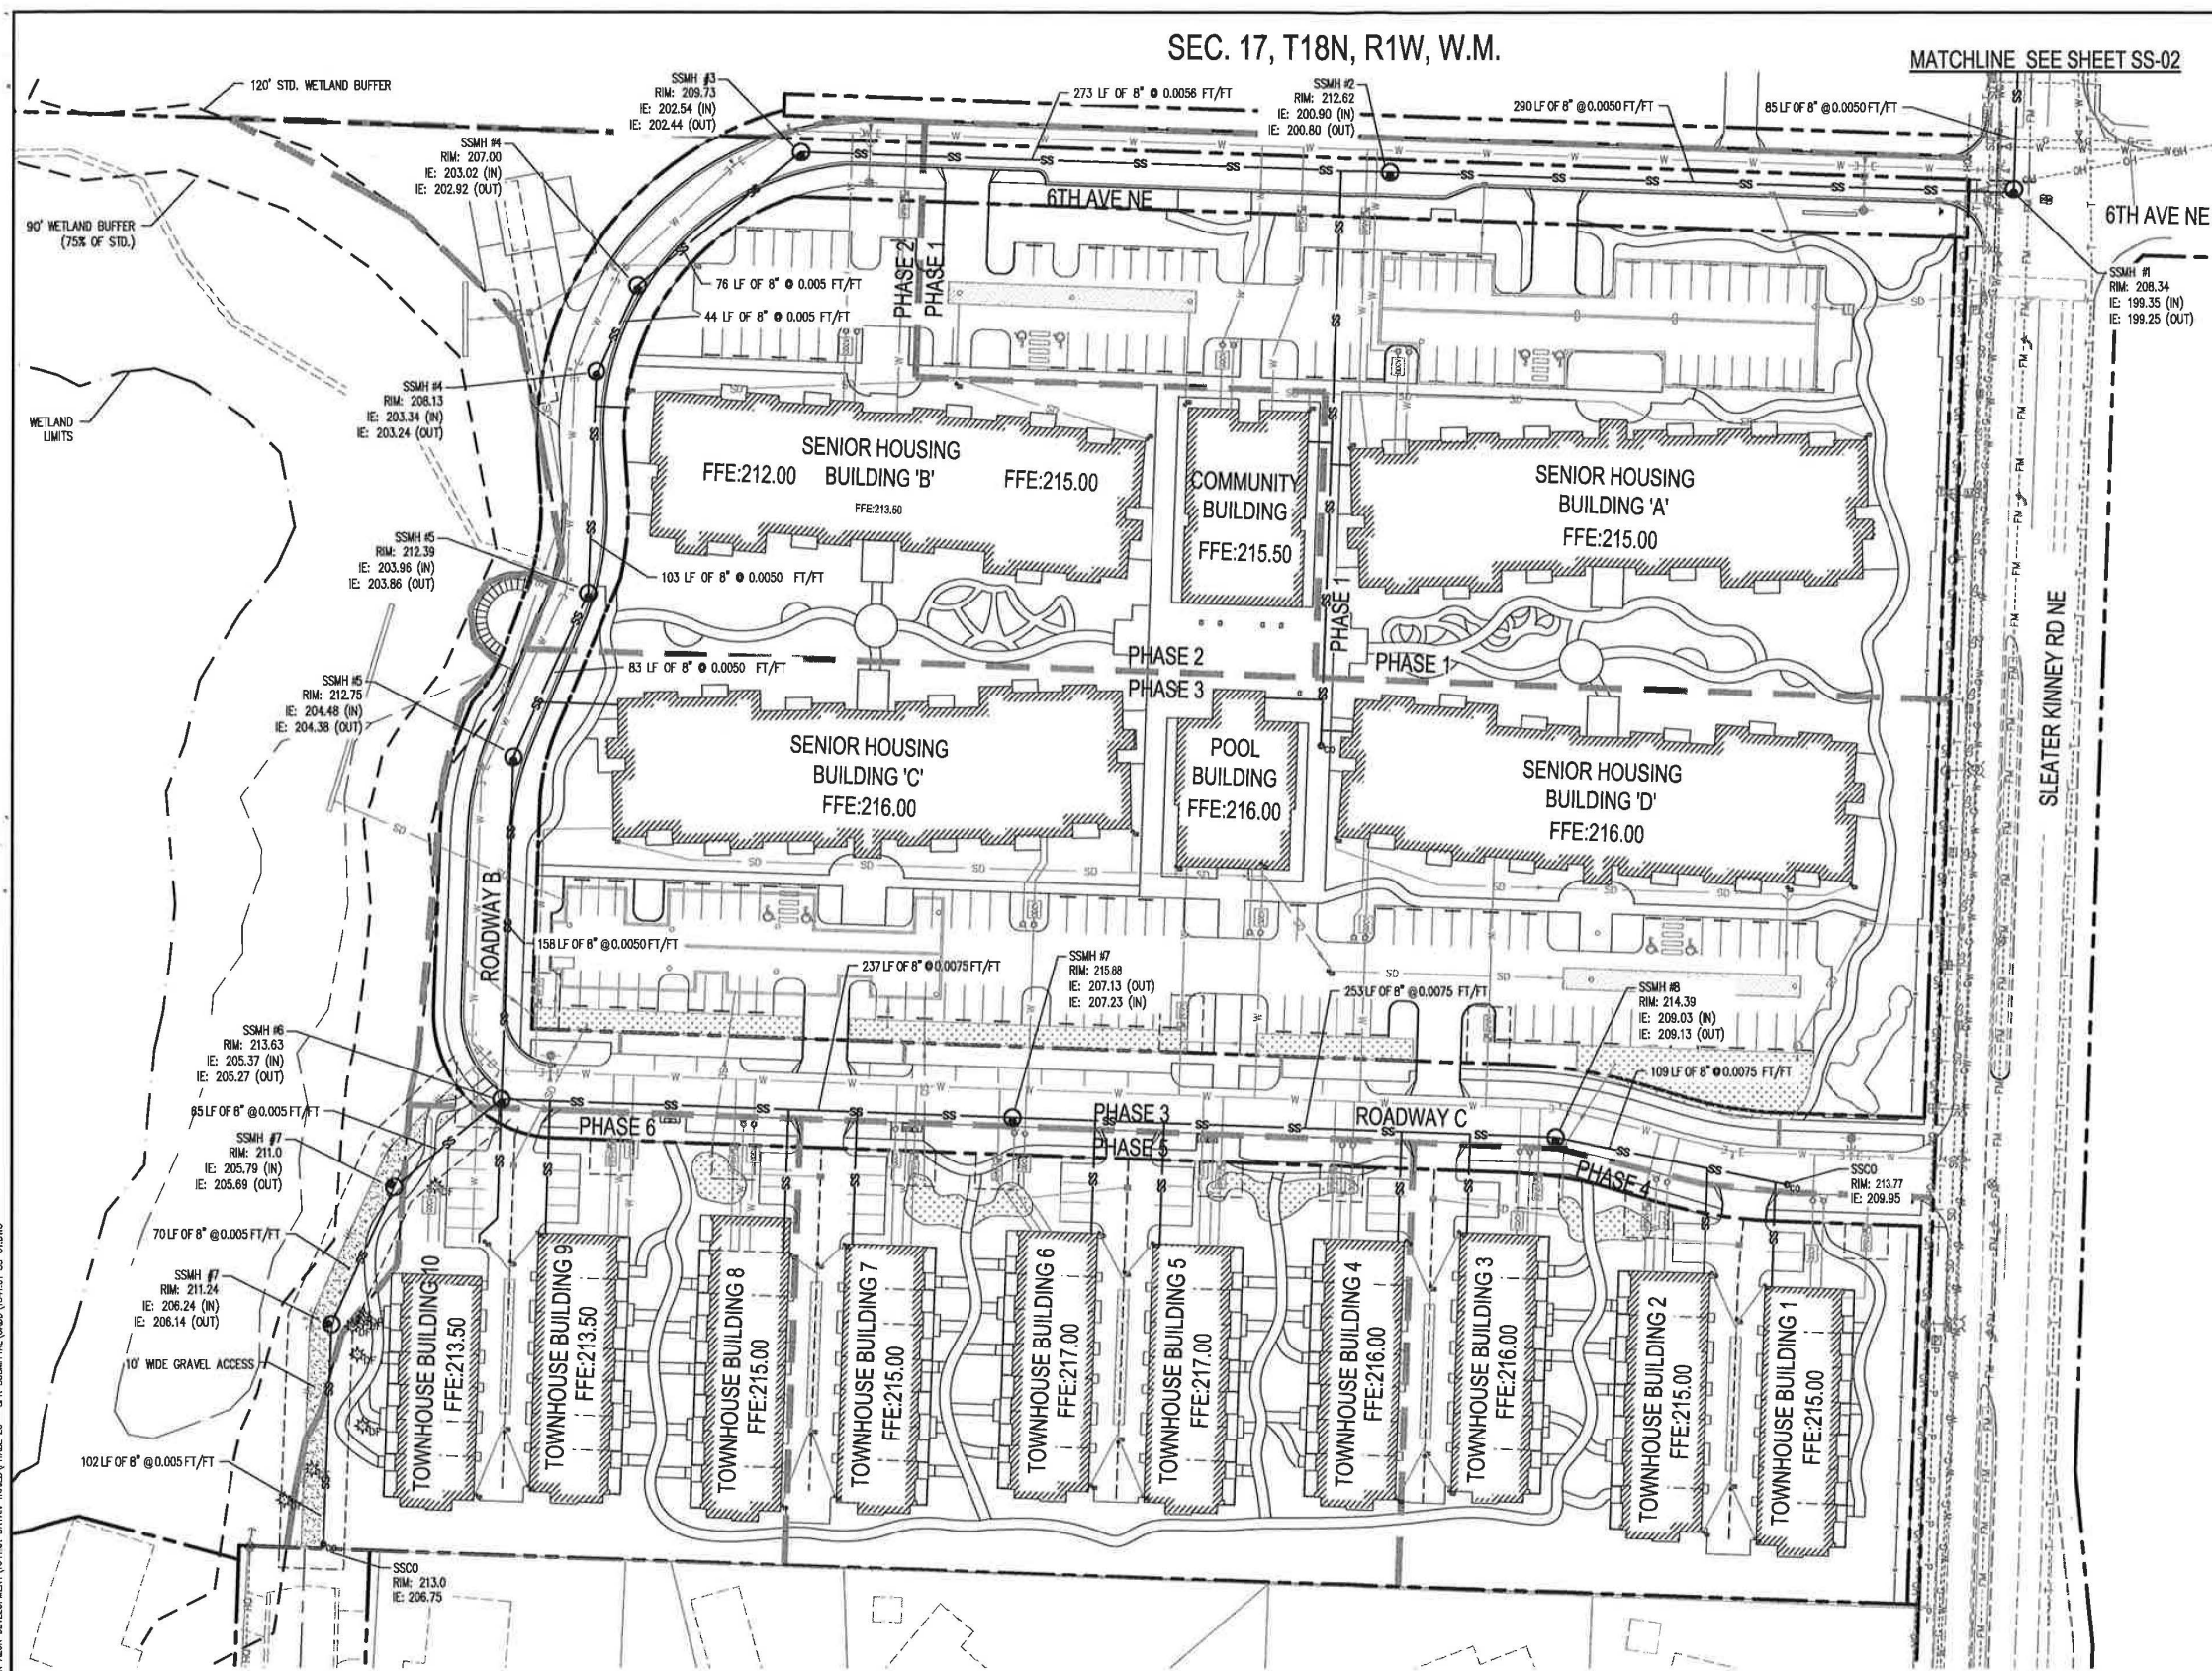 SEC. 17, T18N, R1W, W.M.
MATCHLINE SEE SHEET SS-02
120' STD. WETLAND BUFFER
SSMH #3
RIM: 209.73
IE: 202.54 (IN)
IE: 202.44 (OUT)
273 LF OF 8" @ 0.0056 FT/FT
SSMH #2
RIM: 212.62
IE: 200.90 (IN)
IE: 200.80 (OUT)
290 LF OF 8" @0.0050 FT/FT
85 LF OF 8" @0.0050 FT/FT
SSMH #4
RIM: 207.00
IE: 203.02 (IN)
IE: 202.92 (OUT)
90' WETLAND BUFFER
(75% OF STD.)
6TH AVE NE
6TH AVE NE
SSMH #1
RIM: 208.34
IE: 199.35 (IN)
IE: 199.25 (OUT)
PHASE 2
PHASE 1
76 LF OF 8" @ 0.005 FT/FT
44 LF OF 8" @ 0.005 FT/FT
SSMH #4
RIM: 208.13
IE: 203.34 (IN)
IE: 203.24 (OUT)
WETLAND
LIMITS
SENIOR HOUSING
BUILDING 'B'
FFE:212.00
FFE:215.00
FFE:213.50
COMMUNITY
BUILDING
FFE:215.50
SENIOR HOUSING
BUILDING 'A'
FFE:215.00
SSMH #5
RIM: 212.39
IE: 203.96 (IN)
IE: 203.86 (OUT)
103 LF OF 8" @ 0.0050 FT/FT
PHASE 1
83 LF OF 8" @ 0.0050 FT/FT
PHASE 2
PHASE 3
PHASE 1
SLEATER KINNEY RD NE
SSMH #5
RIM: 212.75
IE: 204.48 (IN)
IE: 204.38 (OUT)
SENIOR HOUSING
BUILDING 'C'
FFE:216.00
POOL
BUILDING
FFE:216.00
SENIOR HOUSING
BUILDING 'D'
FFE:216.00
ROADWAY B
158 LF OF 8" @0.0050 FT/FT
237 LF OF 8" @ 0.0075 FT/FT
SSMH #7
RIM: 215.88
IE: 207.13 (OUT)
IE: 207.23 (IN)
253 LF OF 8" @0.0075 FT/FT
SSMH #8
RIM: 214.39
IE: 209.03 (IN)
IE: 209.13 (OUT)
109 LF OF 8" @ 0.0075 FT/FT
SSMH #6
RIM: 213.63
IE: 205.37 (IN)
IE: 205.27 (OUT)
85 LF OF 8" @0.005 FT/FT
PHASE 6
PHASE 3
PHASE 5
ROADWAY C
PHASE 4
SSCO
RIM: 213.77
IE: 209.95
SSMH #7
RIM: 211.0
IE: 205.79 (IN)
IE: 205.69 (OUT)
70 LF OF 8" @0.005 FT/FT
SSMH #7
RIM: 211.24
IE: 206.24 (IN)
IE: 206.14 (OUT)
10' WIDE GRAVEL ACCESS
102 LF OF 8" @0.005 FT/FT
TOWNHOUSE BUILDING 10
FFE:213.50
TOWNHOUSE BUILDING 9
FFE:213.50
TOWNHOUSE BUILDING 8
FFE:215.00
TOWNHOUSE BUILDING 7
FFE:215.00
TOWNHOUSE BUILDING 6
FFE:217.00
TOWNHOUSE BUILDING 5
FFE:217.00
TOWNHOUSE BUILDING 4
FFE:216.00
TOWNHOUSE BUILDING 3
FFE:216.00
TOWNHOUSE BUILDING 2
FFE:215.00
TOWNHOUSE BUILDING 1
FFE:215.00
SSCO
RIM: 213.0
IE: 206.75